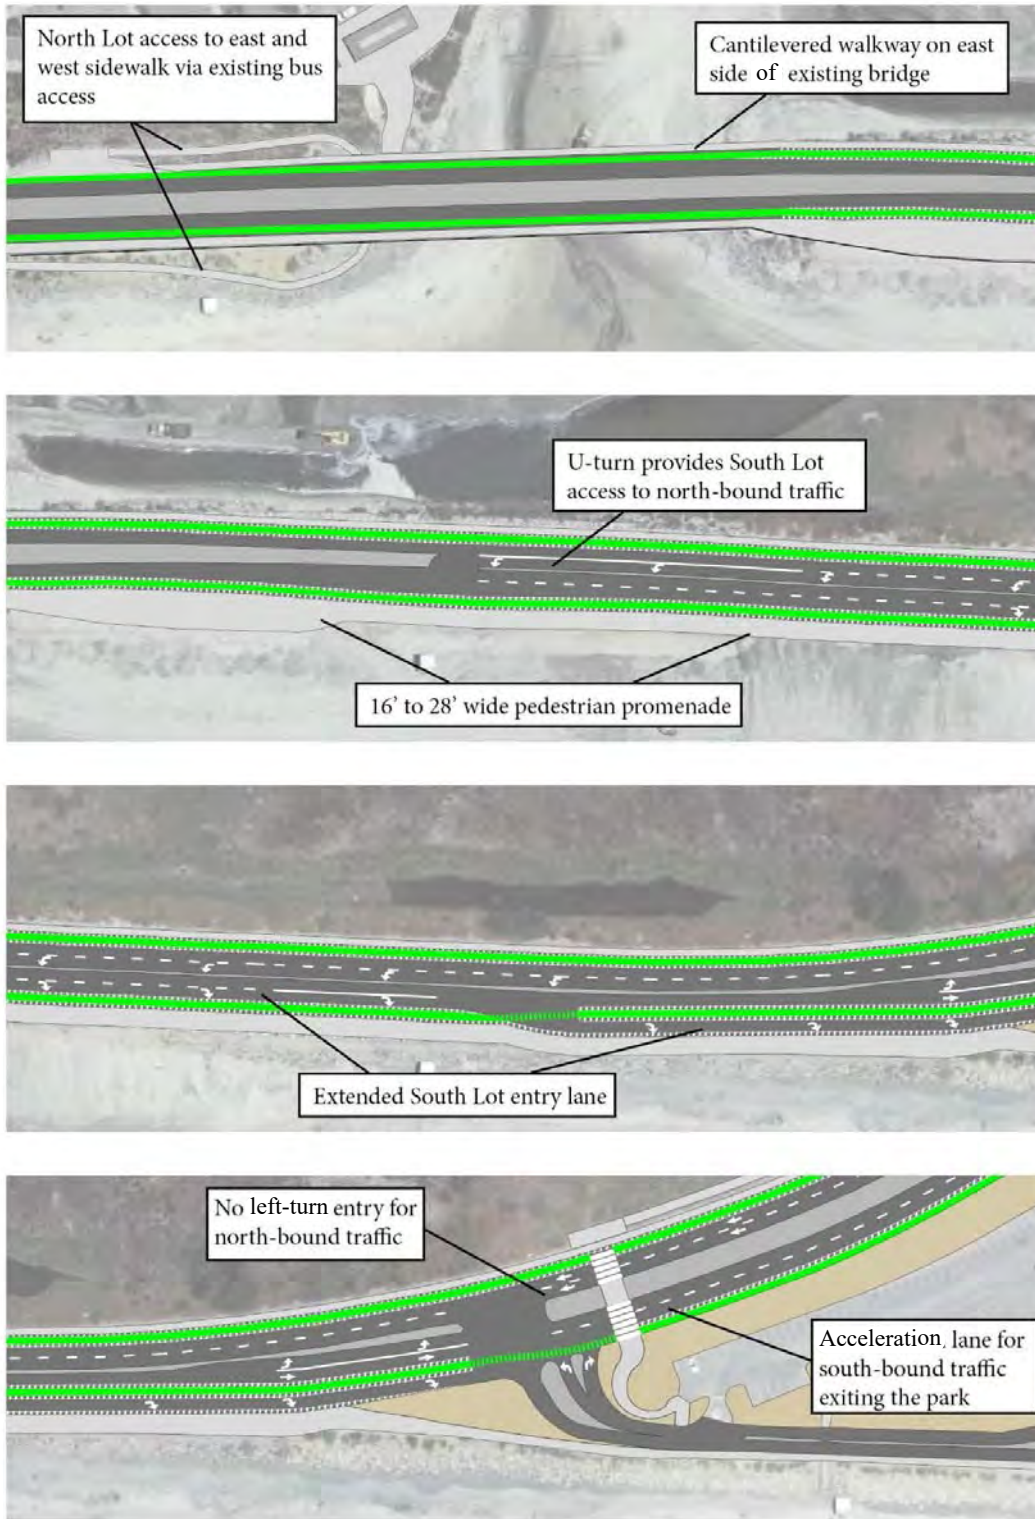 North Lot access to east and
west sidewalk via existing bus
access
Cantilevered walkway on east
side of existing bridge
U-turn provides South Lot
access to north-bound traffic
16’ to 28’ wide pedestrian promenade
Extended South Lot entry lane
No left-turn entry for
north-bound traffic
Acceleration, lane for
south-bound traffic
exiting the park